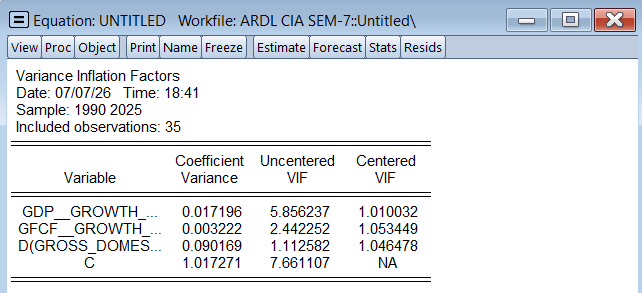 Equation: UNTITLED Workfile: ARDL CIA SEM-7::Untitled\
View Proc Object Print Name Freeze Estimate Forecast Stats Resids
Variance Inflation Factors
Date: 07/07/26 Time: 18:41
Sample: 1990 2025
Included observations: 35
Coefficient Uncentered Centered
Variable Variance VIF VIF
GDP__GROWTH_... 0.017196 5.856237 1.010032
GFCF__GROWTH_... 0.003222 2.442252 1.053449
D(GROSS_DOMES... 0.090169 1.112582 1.046478
C 1.017271 7.661107 NA